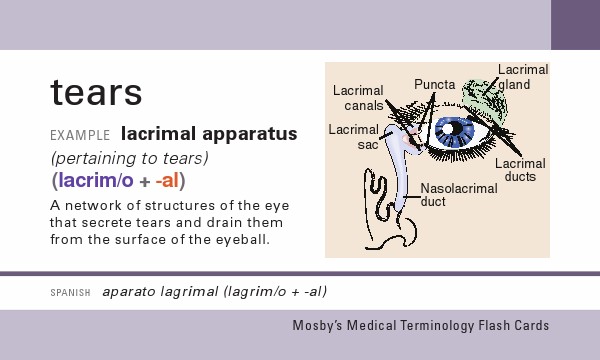 tears
EXAMPLE lacrimal apparatus
(pertaining to tears)
(lacrim/o + -al)
A network of structures of the eye
that secrete tears and drain them
from the surface of the eyeball.
Lacrimal
canals
Puncta
Lacrimal
gland
Lacrimal
sac
Lacrimal
ducts
Nasolacrimal
duct
SPANISH aparato lagrimal (lagrim/o + -al)
Mosby's Medical Terminology Flash Cards